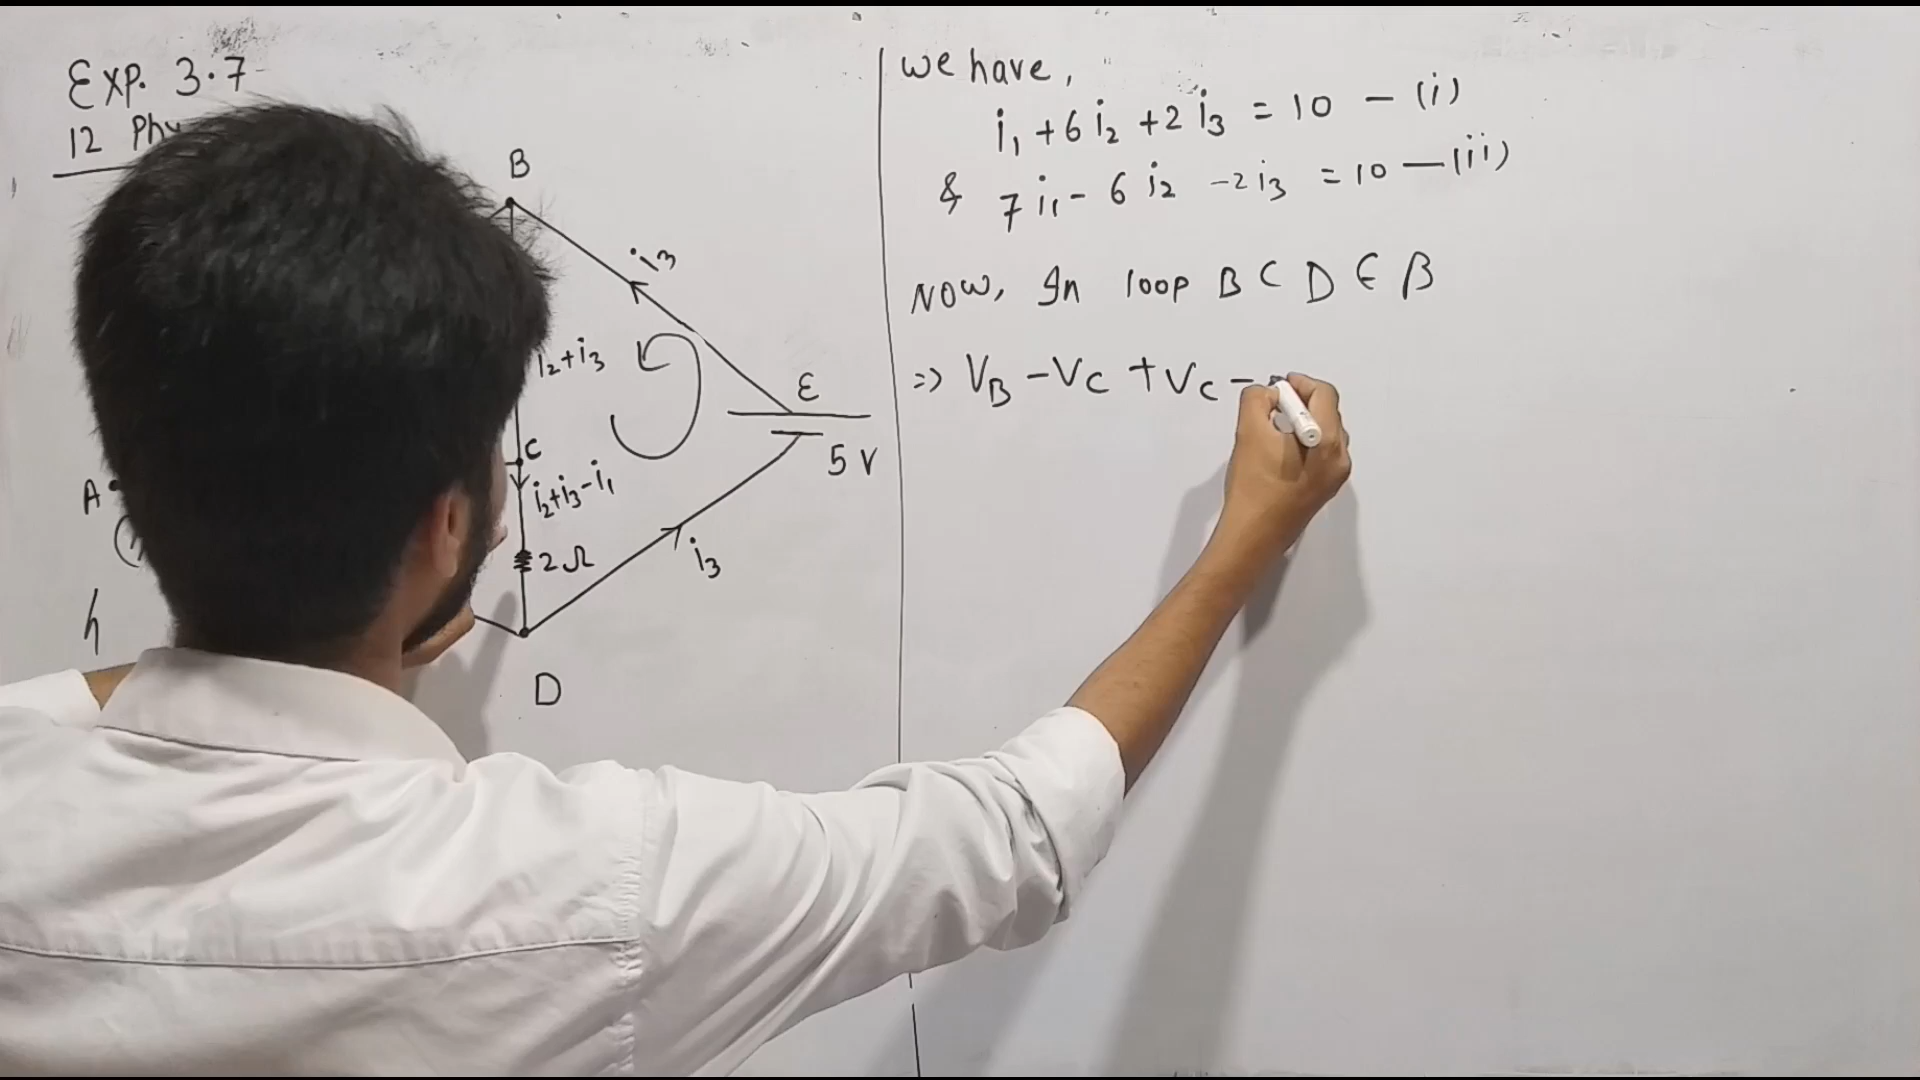 Exp. 3.7
12 Phy
B
i3
i2+i3
E
5 V
C
i2+i3-i1
A
2Ω
i3
D
we have,
i1 + 6 i2 + 2 i3 = 10 - (i)
& 7 i1 - 6 i2 - 2 i3 = 10 - (ii)
NOW, In loop B C D E B
=> VB - VC + VC -